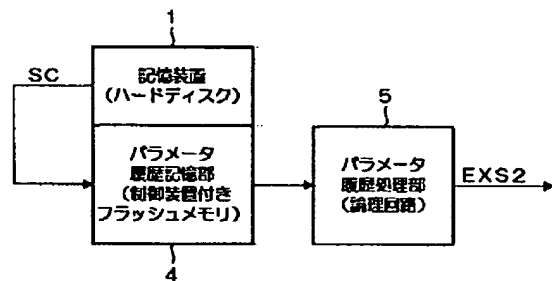 1
SC
記憶装置
(ハードディスク)
5
パラメータ
履歴記憶部
(制御装置付き
フラッシュメモリ)
パラメータ
履歴処理部
(論理回路)
EXS2
4